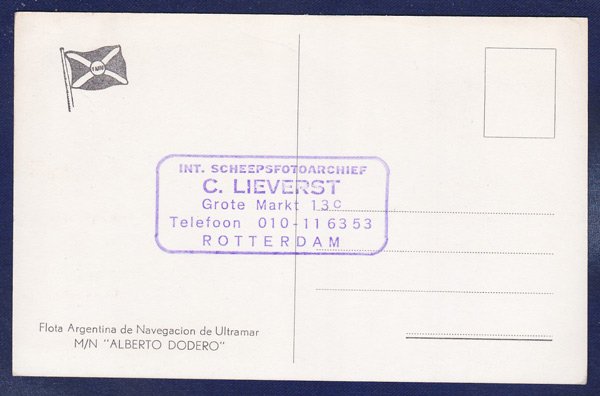 INT. SCHEEPSFOTOARCHIEF
C. LIEVERST
Grote Markt 13C
Telefoon 010-116353
ROTTERDAM
Flota Argentina de Navegacion de Ultramar
M/N "ALBERTO DODERO"